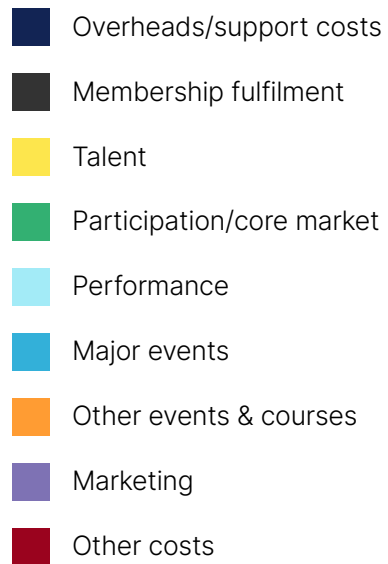 Overheads/support costs
Membership fulfilment
Talent
Participation/core market
Performance
Major events
Other events & courses
Marketing
Other costs